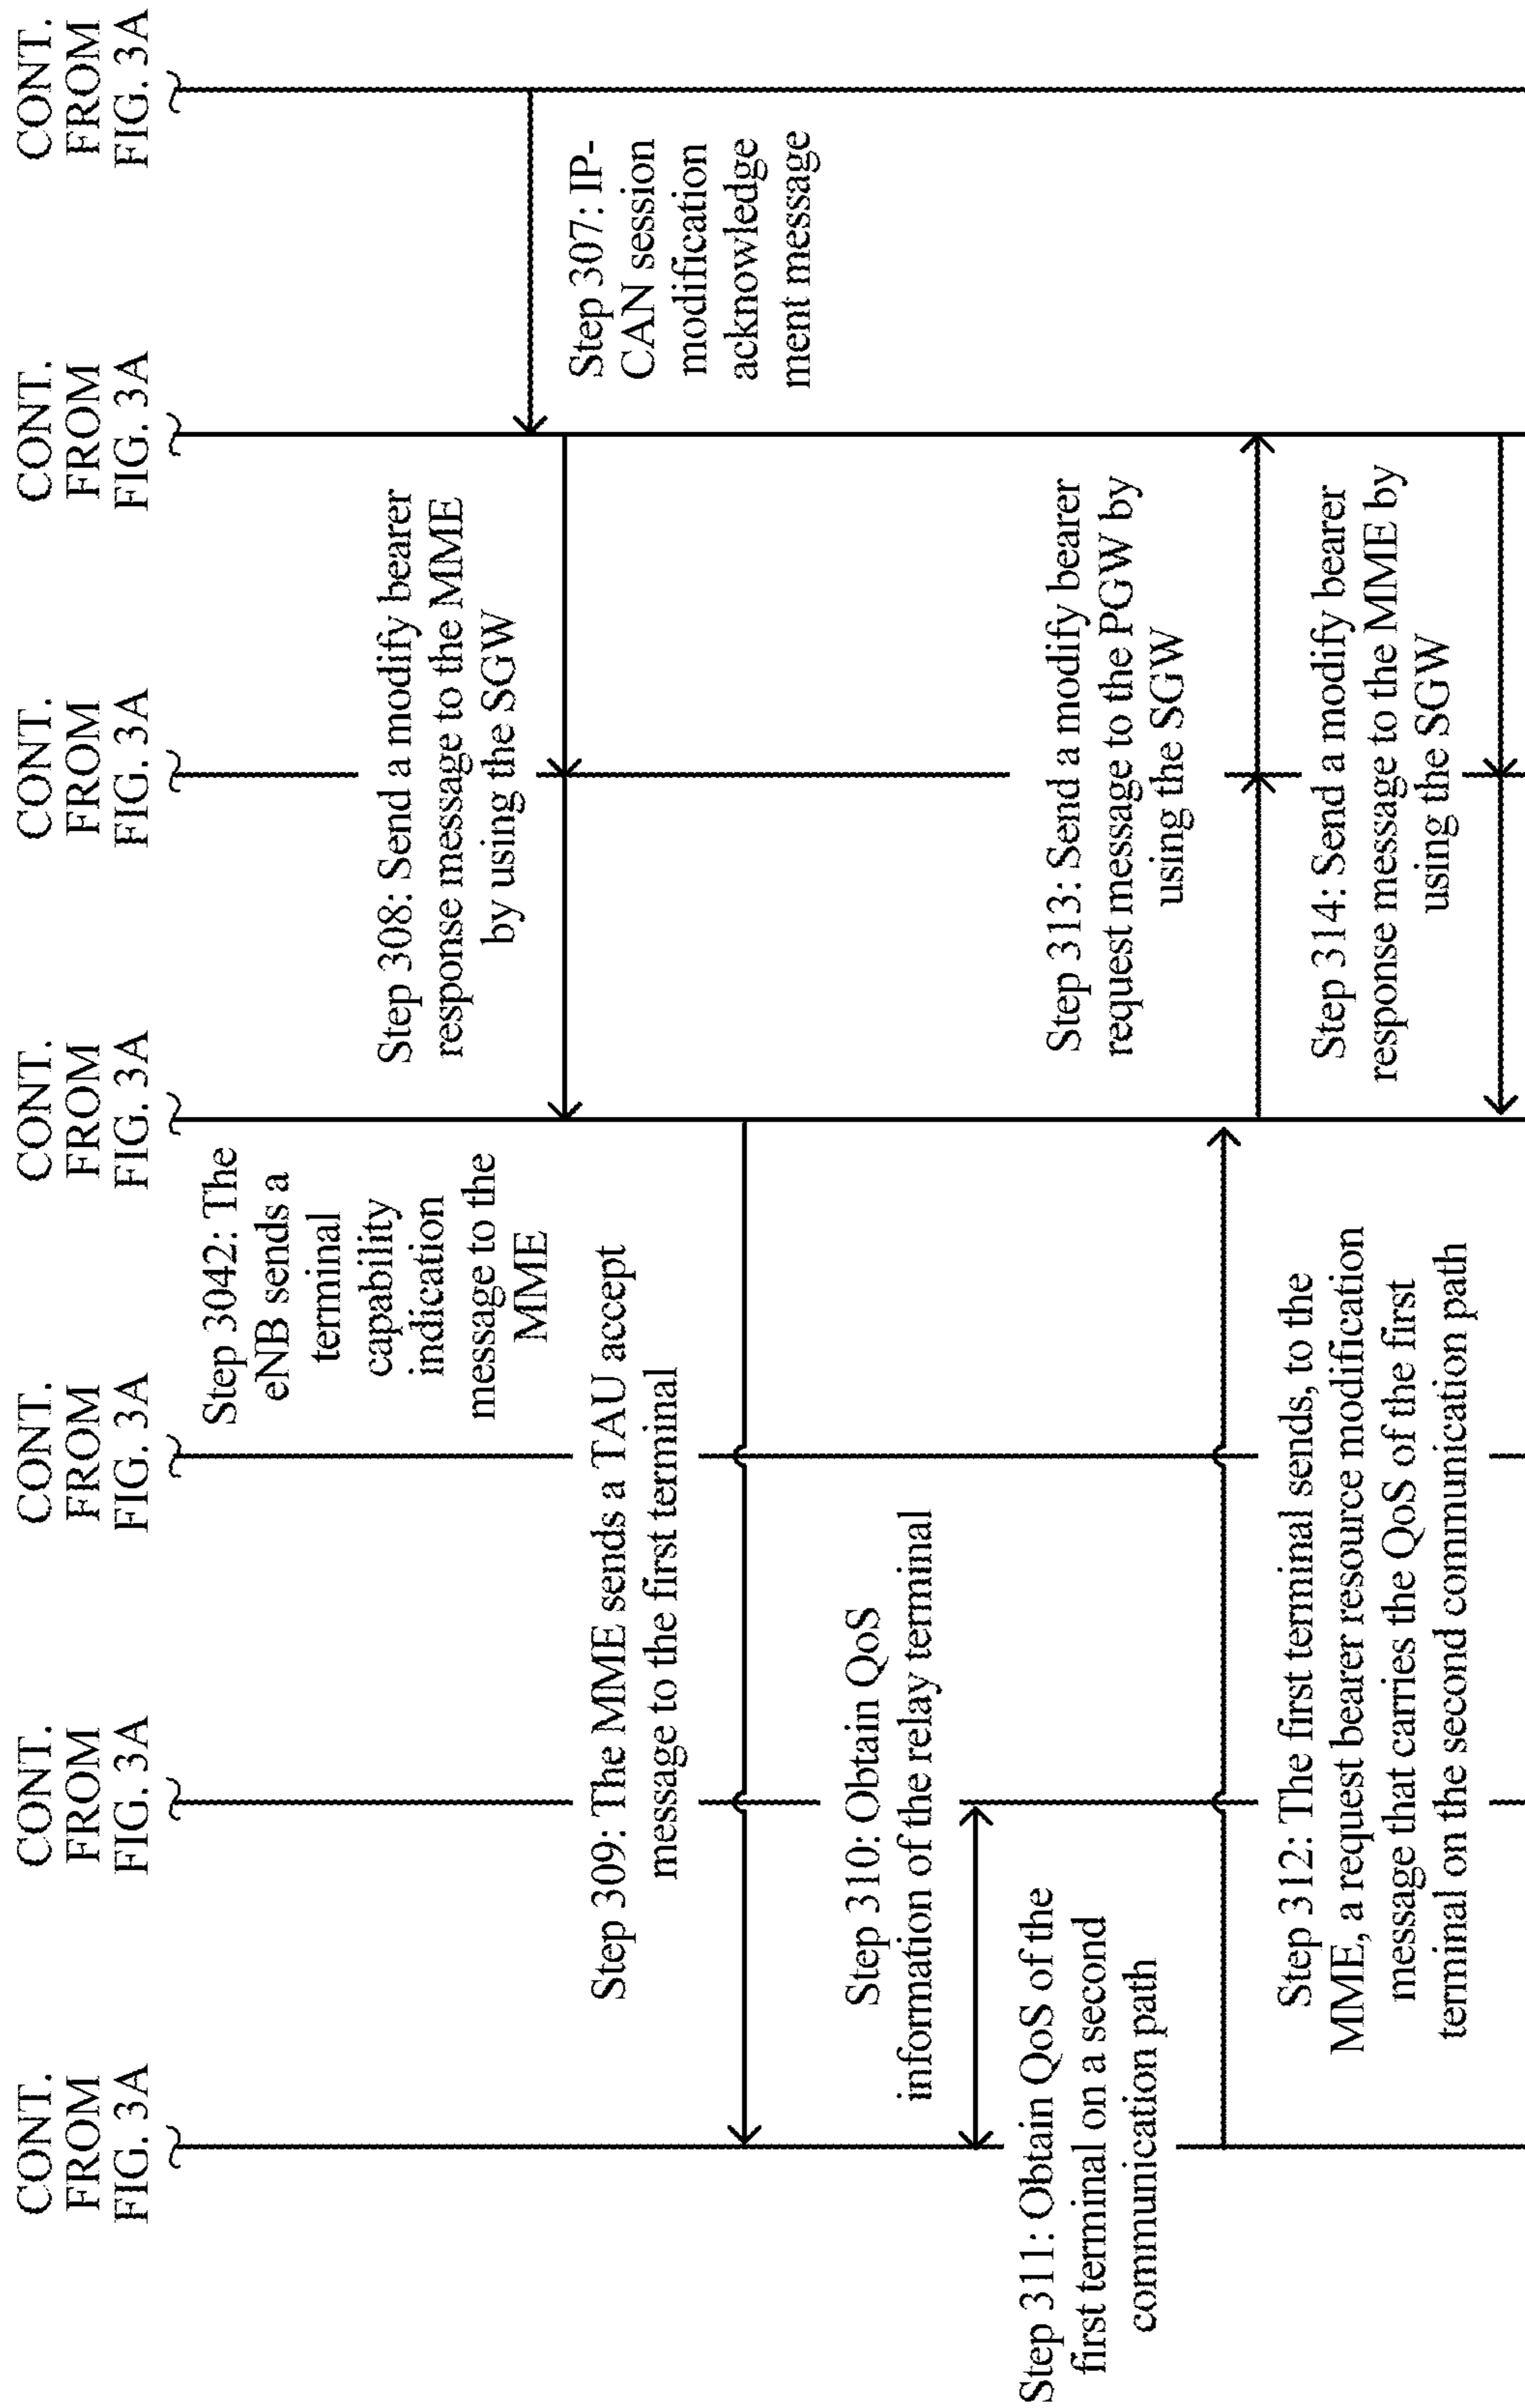 CONT.
FROM
FIG. 3A
CONT.
FROM
FIG. 3A
CONT.
FROM
FIG. 3A
CONT.
FROM
FIG. 3A
CONT.
FROM
FIG. 3A
CONT.
FROM
FIG. 3A
CONT.
FROM
FIG. 3A
Step 3042: The
eNB sends a
terminal
capability
indication
message to the
MME
Step 307: IP-
CAN session
modification
acknowledge
ment message
Step 308: Send a modify bearer
response message to the MME
by using the SGW
Step 309: The MME sends a TAU accept
message to the first terminal
Step 310: Obtain QoS
information of the relay terminal
Step 311: Obtain QoS of the
first terminal on a second
communication path
Step 312: The first terminal sends, to the
MME, a request bearer resource modification
message that carries the QoS of the first
terminal on the second communication path
Step 313: Send a modify bearer
request message to the PGW by
using the SGW
Step 314: Send a modify bearer
response message to the MME by
using the SGW